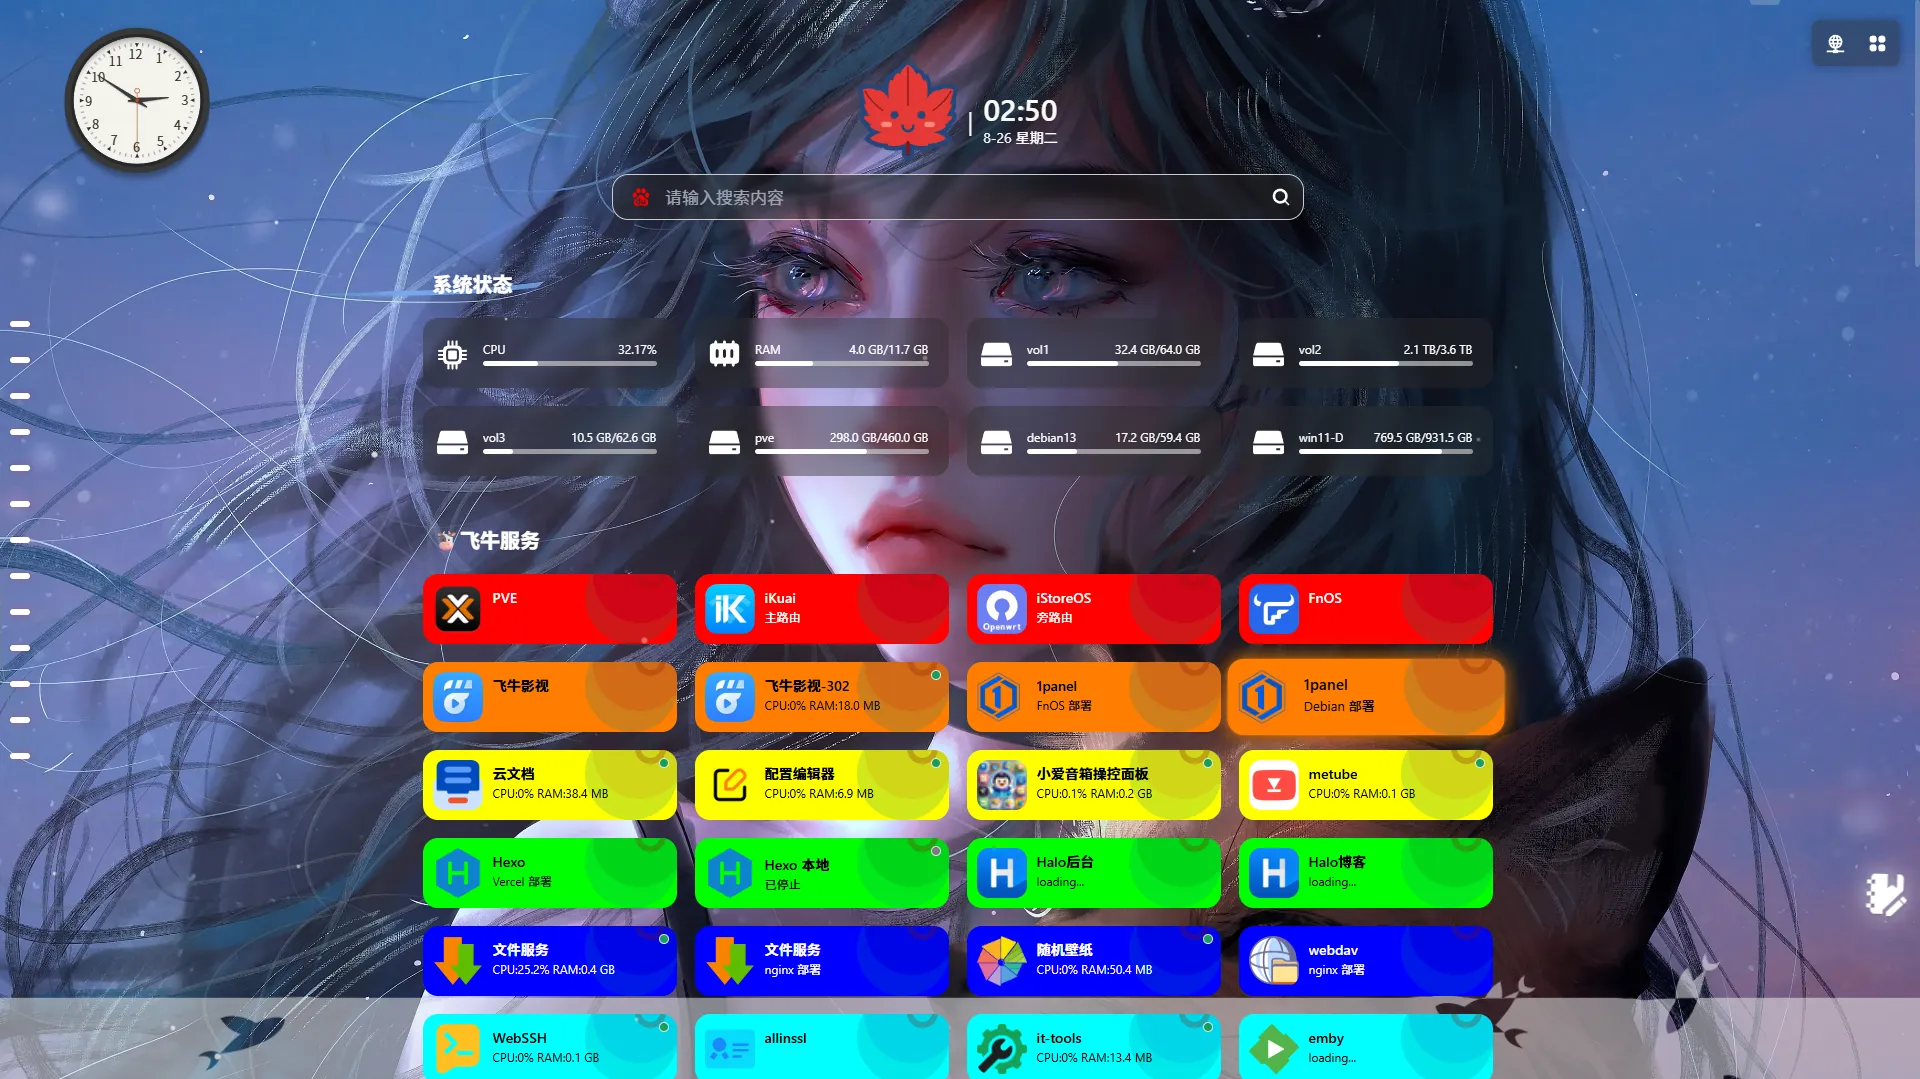 12
1
2
3
4
5
6
7
8
9
10
11
02:50
8-26 星期二
请输入搜索内容
系统状态
CPU 32.17%
RAM 4.0 GB/11.7 GB
vol1 32.4 GB/64.0 GB
vol2 2.1 TB/3.6 TB
vol3 10.5 GB/62.6 GB
pve 298.0 GB/460.0 GB
debian13 17.2 GB/59.4 GB
win11-D 769.5 GB/931.5 GB
飞牛服务
PVE
iK
iKuai
主路由
Openwrt
iStoreOS
旁路由
FnOS
飞牛影视
飞牛影视-302
CPU:0% RAM:18.0 MB
1
1panel
FnOS 部署
1
1panel
Debian 部署
云文档
CPU:0% RAM:38.4 MB
配置编辑器
CPU:0% RAM:6.9 MB
小爱音箱操控面板
CPU:0.1% RAM:0.2 GB
metube
CPU:0% RAM:0.1 GB
H
Hexo
Vercel 部署
H
Hexo 本地
已停止
H
Halo后台
loading...
H
Halo博客
loading...
文件服务
CPU:25.2% RAM:0.4 GB
文件服务
nginx 部署
随机壁纸
CPU:0% RAM:50.4 MB
webdav
nginx 部署
WebSSH
CPU:0% RAM:0.1 GB
allinssl
it-tools
CPU:0% RAM:13.4 MB
emby
loading...